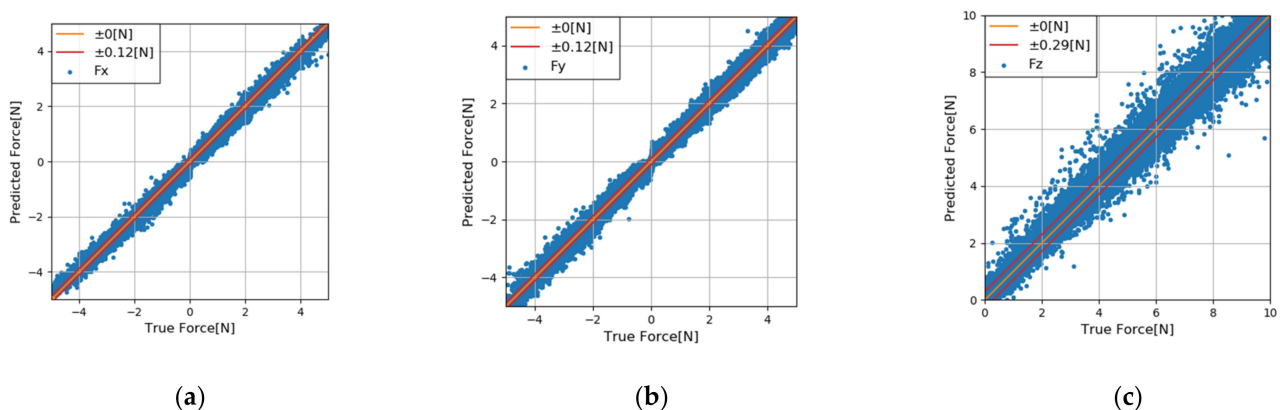 ±0[N]
±0.12[N]
Fx
Predicted Force[N]
4
2
0
−2
−4
−4
−2
0
2
4
True Force[N]
(a)
±0[N]
±0.12[N]
Fy
Predicted Force[N]
4
2
0
−2
−4
−4
−2
0
2
4
True Force[N]
(b)
±0[N]
±0.29[N]
Fz
Predicted Force[N]
10
8
6
4
2
0
0
2
4
6
8
10
True Force[N]
(c)